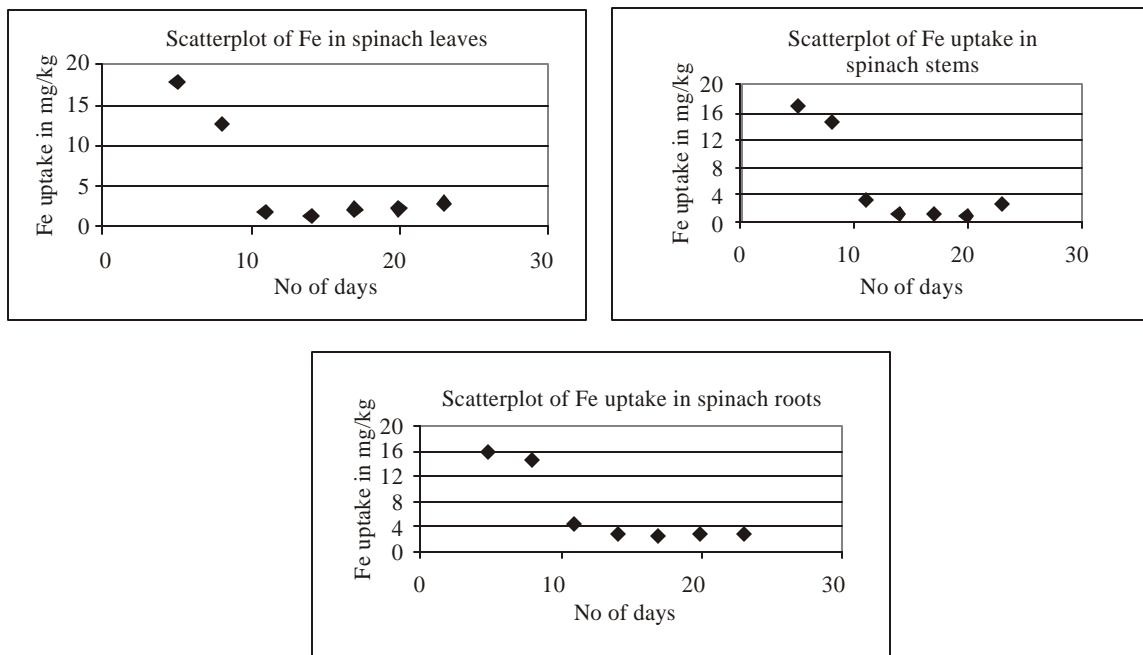 Scatterplot of Fe in spinach leaves
Fe uptake in mg/kg
20
15
10
5
0
0 10 20 30
No of days
Scatterplot of Fe uptake in
spinach stems
Fe uptake in mg/kg
20
16
12
8
4
0
0 10 20 30
No of days
Scatterplot of Fe uptake in spinach roots
Fe uptake in mg/kg
20
16
12
8
4
0
0 10 20 30
No of days